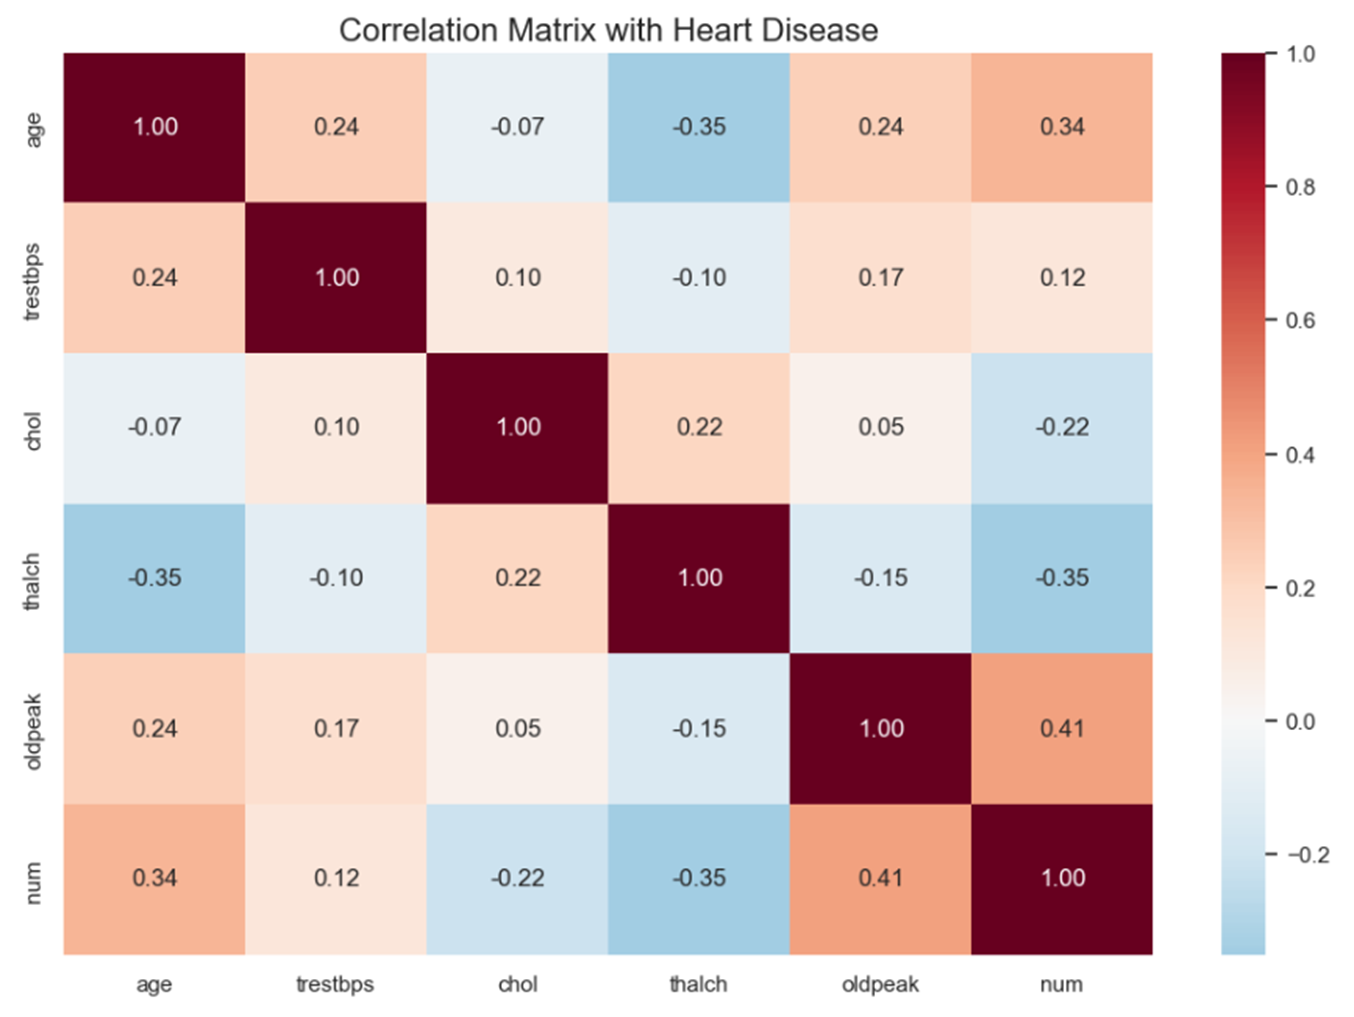 Correlation Matrix with Heart Disease
age 1.00 0.24 -0.07 -0.35 0.24 0.34
trestbps 0.24 1.00 0.10 -0.10 0.17 0.12
chol -0.07 0.10 1.00 0.22 0.05 -0.22
thalch -0.35 -0.10 0.22 1.00 -0.15 -0.35
oldpeak 0.24 0.17 0.05 -0.15 1.00 0.41
num 0.34 0.12 -0.22 -0.35 0.41 1.00
age trestbps chol thalch oldpeak num
1.0
0.8
0.6
0.4
0.2
0.0
−0.2